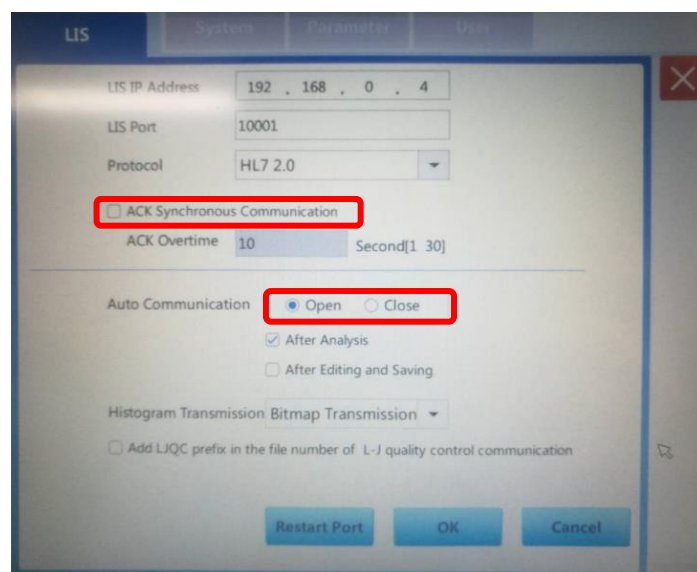 LIS System Parameter User
LIS IP Address 192 . 168 . 0 . 4
LIS Port 10001
Protocol HL7 2.0
ACK Synchronous Communication
ACK Overtime 10 Second[1 30]
Auto Communication Open Close
After Analysis
After Editing and Saving
Histogram Transmission Bitmap Transmission
Add LJQC prefix in the file number of L-J quality control communication
Restart Port OK Cancel